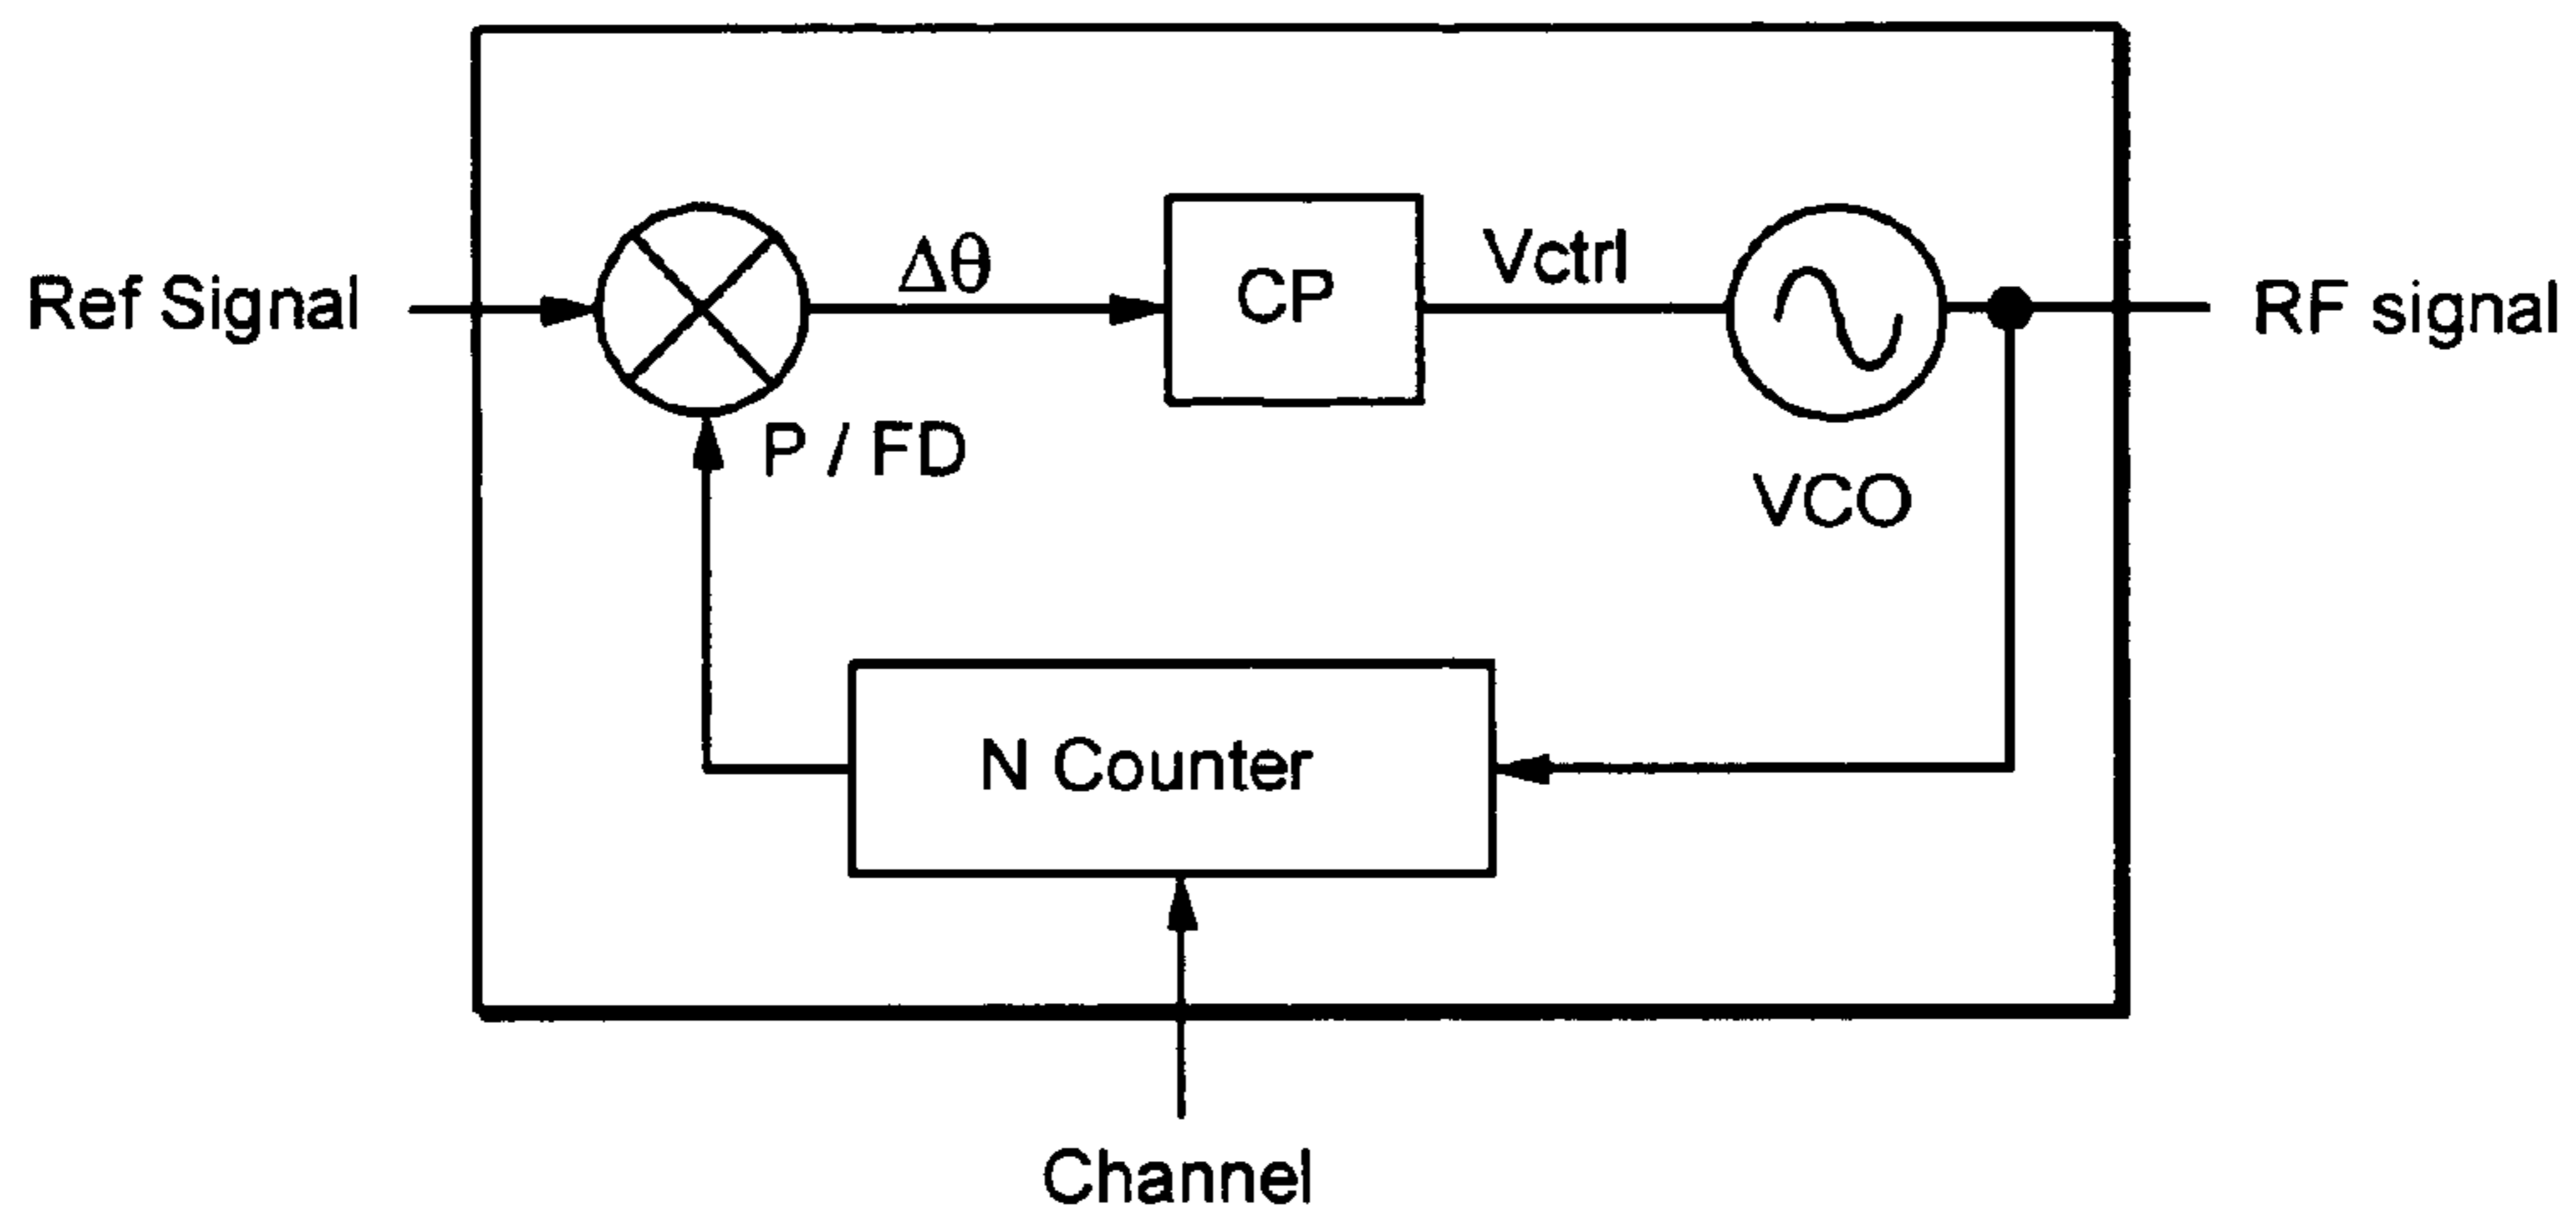 Ref Signal
Δθ
CP
Vctrl
RF signal
P / FD
VCO
N Counter
Channel